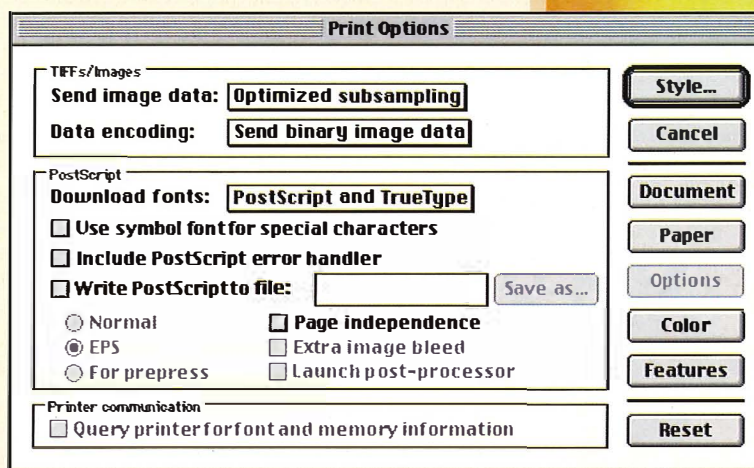 Print Options
TIFFs/Images
Send image data: Optimized subsampling
Data encoding: Send binary image data
PostScript
Download fonts: PostScript and TrueType
Use symbol font for special characters
Include PostScript error handler
Write PostScript to file: Save as...
Normal Page independence
EPS Extra image bleed
For prepress Launch post-processor
Printer communication
Query printer for font and memory information
Style...
Cancel
Document
Paper
Options
Color
Features
Reset